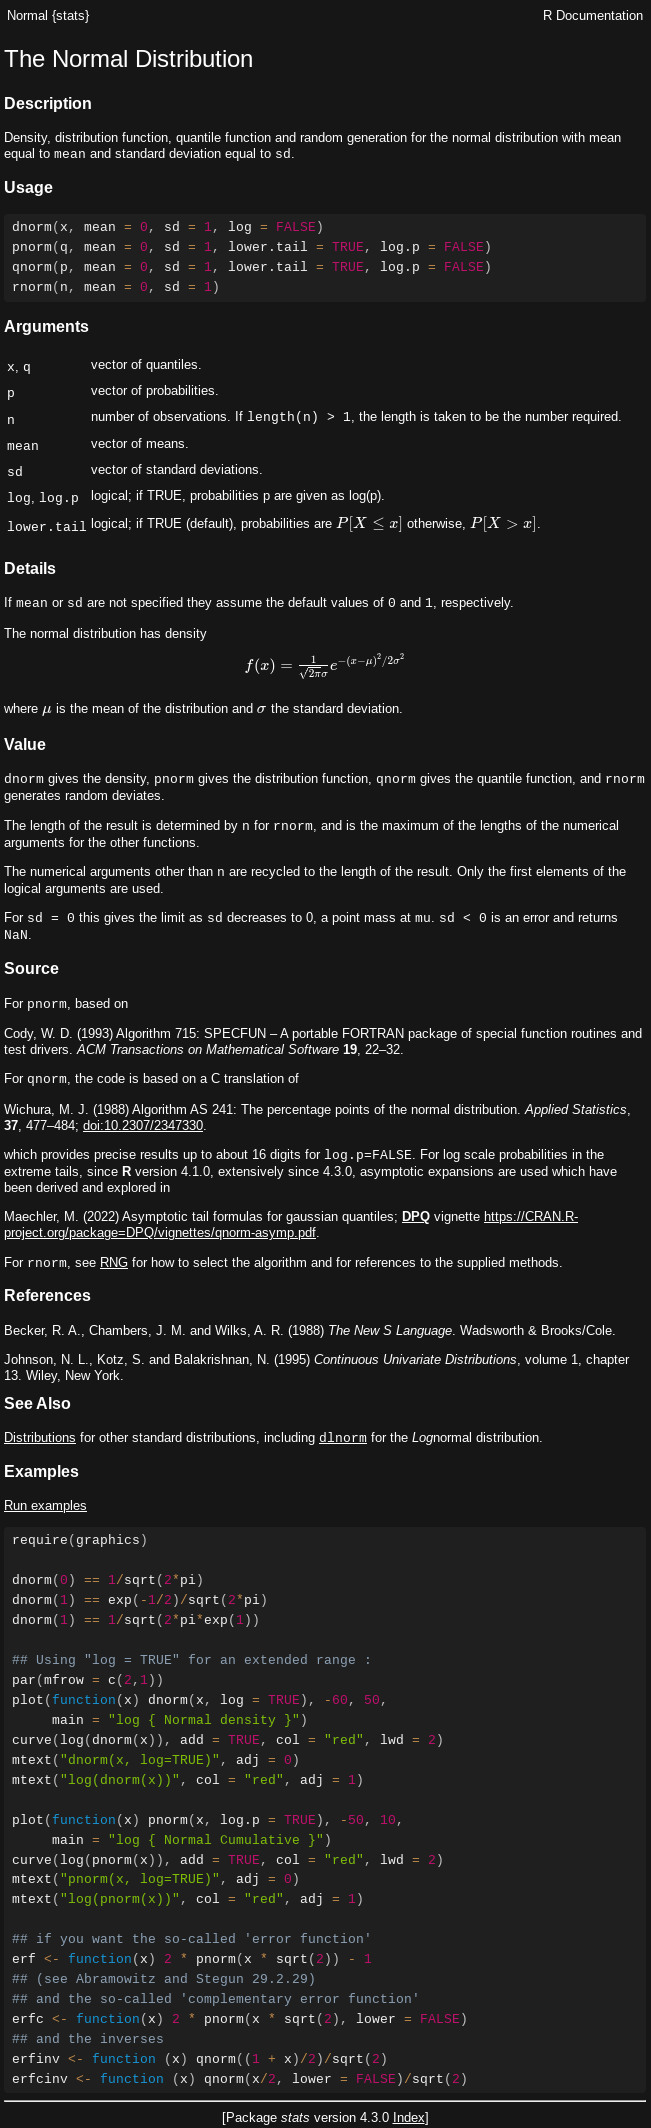 Normal {stats}	R Documentation
The Normal Distribution
Description
Density, distribution function, quantile function and random generation for the normal distribution with mean
equal to mean and standard deviation equal to sd.
Usage
dnorm(x, mean = 0, sd = 1, log = FALSE)
pnorm(q, mean = 0, sd = 1, lower.tail = TRUE, log.p = FALSE)
qnorm(p, mean = 0, sd = 1, lower.tail = TRUE, log.p = FALSE)
rnorm(n, mean = 0, sd = 1)
Arguments
x, q	vector of quantiles.
p	vector of probabilities.
n	number of observations. If length(n) > 1, the length is taken to be the number required.
mean	vector of means.
sd	vector of standard deviations.
log, log.p	logical; if TRUE, probabilities p are given as log(p).
lower.tail	logical; if TRUE (default), probabilities are P[X ≤ x] otherwise, P[X > x].
Details
If mean or sd are not specified they assume the default values of 0 and 1, respectively.
The normal distribution has density
f(x) = 1/(√(2π)σ) e^(−(x−μ)²/2σ²)
where μ is the mean of the distribution and σ the standard deviation.
Value
dnorm gives the density, pnorm gives the distribution function, qnorm gives the quantile function, and rnorm
generates random deviates.
The length of the result is determined by n for rnorm, and is the maximum of the lengths of the numerical
arguments for the other functions.
The numerical arguments other than n are recycled to the length of the result. Only the first elements of the
logical arguments are used.
For sd = 0 this gives the limit as sd decreases to 0, a point mass at mu. sd < 0 is an error and returns
NaN.
Source
For pnorm, based on
Cody, W. D. (1993) Algorithm 715: SPECFUN – A portable FORTRAN package of special function routines and
test drivers. ACM Transactions on Mathematical Software 19, 22–32.
For qnorm, the code is based on a C translation of
Wichura, M. J. (1988) Algorithm AS 241: The percentage points of the normal distribution. Applied Statistics,
37, 477–484; doi:10.2307/2347330.
which provides precise results up to about 16 digits for log.p=FALSE. For log scale probabilities in the
extreme tails, since R version 4.1.0, extensively since 4.3.0, asymptotic expansions are used which have
been derived and explored in
Maechler, M. (2022) Asymptotic tail formulas for gaussian quantiles; DPQ vignette https://CRAN.R-
project.org/package=DPQ/vignettes/qnorm-asymp.pdf.
For rnorm, see RNG for how to select the algorithm and for references to the supplied methods.
References
Becker, R. A., Chambers, J. M. and Wilks, A. R. (1988) The New S Language. Wadsworth & Brooks/Cole.
Johnson, N. L., Kotz, S. and Balakrishnan, N. (1995) Continuous Univariate Distributions, volume 1, chapter
13. Wiley, New York.
See Also
Distributions for other standard distributions, including dlnorm for the Lognormal distribution.
Examples
Run examples
require(graphics)
dnorm(0) == 1/sqrt(2*pi)
dnorm(1) == exp(-1/2)/sqrt(2*pi)
dnorm(1) == 1/sqrt(2*pi*exp(1))
## Using "log = TRUE" for an extended range :
par(mfrow = c(2,1))
plot(function(x) dnorm(x, log = TRUE), -60, 50,
     main = "log { Normal density }")
curve(log(dnorm(x)), add = TRUE, col = "red", lwd = 2)
mtext("dnorm(x, log=TRUE)", adj = 0)
mtext("log(dnorm(x))", col = "red", adj = 1)
plot(function(x) pnorm(x, log.p = TRUE), -50, 10,
     main = "log { Normal Cumulative }")
curve(log(pnorm(x)), add = TRUE, col = "red", lwd = 2)
mtext("pnorm(x, log=TRUE)", adj = 0)
mtext("log(pnorm(x))", col = "red", adj = 1)
## if you want the so-called 'error function'
erf <- function(x) 2 * pnorm(x * sqrt(2)) - 1
## (see Abramowitz and Stegun 29.2.29)
## and the so-called 'complementary error function'
erfc <- function(x) 2 * pnorm(x * sqrt(2), lower = FALSE)
## and the inverses
erfinv <- function (x) qnorm((1 + x)/2)/sqrt(2)
erfcinv <- function (x) qnorm(x/2, lower = FALSE)/sqrt(2)
[Package stats version 4.3.0 Index]